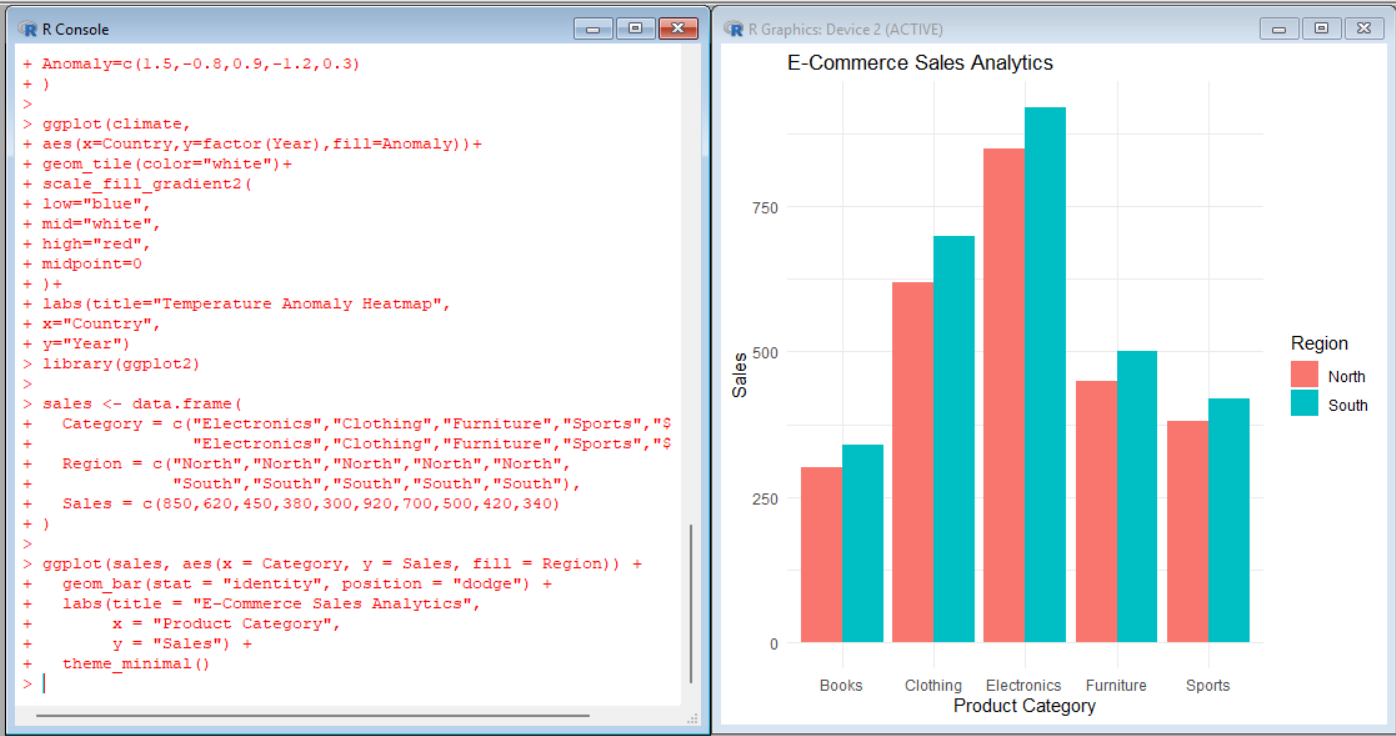 R Console
+ Anomaly=c(1.5,-0.8,0.9,-1.2,0.3)
+ )
>
> ggplot(climate,
+ aes(x=Country,y=factor(Year),fill=Anomaly))+
+ geom_tile(color="white")+
+ scale_fill_gradient2(
+ low="blue",
+ mid="white",
+ high="red",
+ midpoint=0
+ )+
+ labs(title="Temperature Anomaly Heatmap",
+ x="Country",
+ y="Year")
> library(ggplot2)
>
> sales <- data.frame(
+   Category = c("Electronics","Clothing","Furniture","Sports","$
+                "Electronics","Clothing","Furniture","Sports","$
+   Region = c("North","North","North","North","North",
+              "South","South","South","South","South"),
+   Sales = c(850,620,450,380,300,920,700,500,420,340)
+ )
>
> ggplot(sales, aes(x = Category, y = Sales, fill = Region)) +
+   geom_bar(stat = "identity", position = "dodge") +
+   labs(title = "E-Commerce Sales Analytics",
+        x = "Product Category",
+        y = "Sales") +
+   theme_minimal()
>
R Graphics: Device 2 (ACTIVE)
E-Commerce Sales Analytics
750
500
250
0
Sales
Books Clothing Electronics Furniture Sports
Product Category
Region
North
South